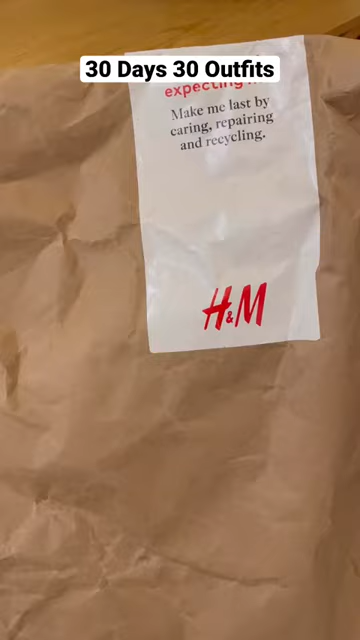 30 Days 30 Outfits
expecting
Make me last by
caring, repairing
and recycling.
H&M